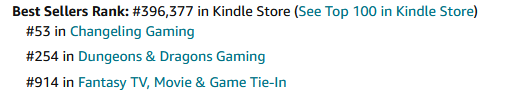 Best Sellers Rank: #396,377 in Kindle Store (See Top 100 in Kindle Store)
#53 in Changeling Gaming
#254 in Dungeons & Dragons Gaming
#914 in Fantasy TV, Movie & Game Tie-In